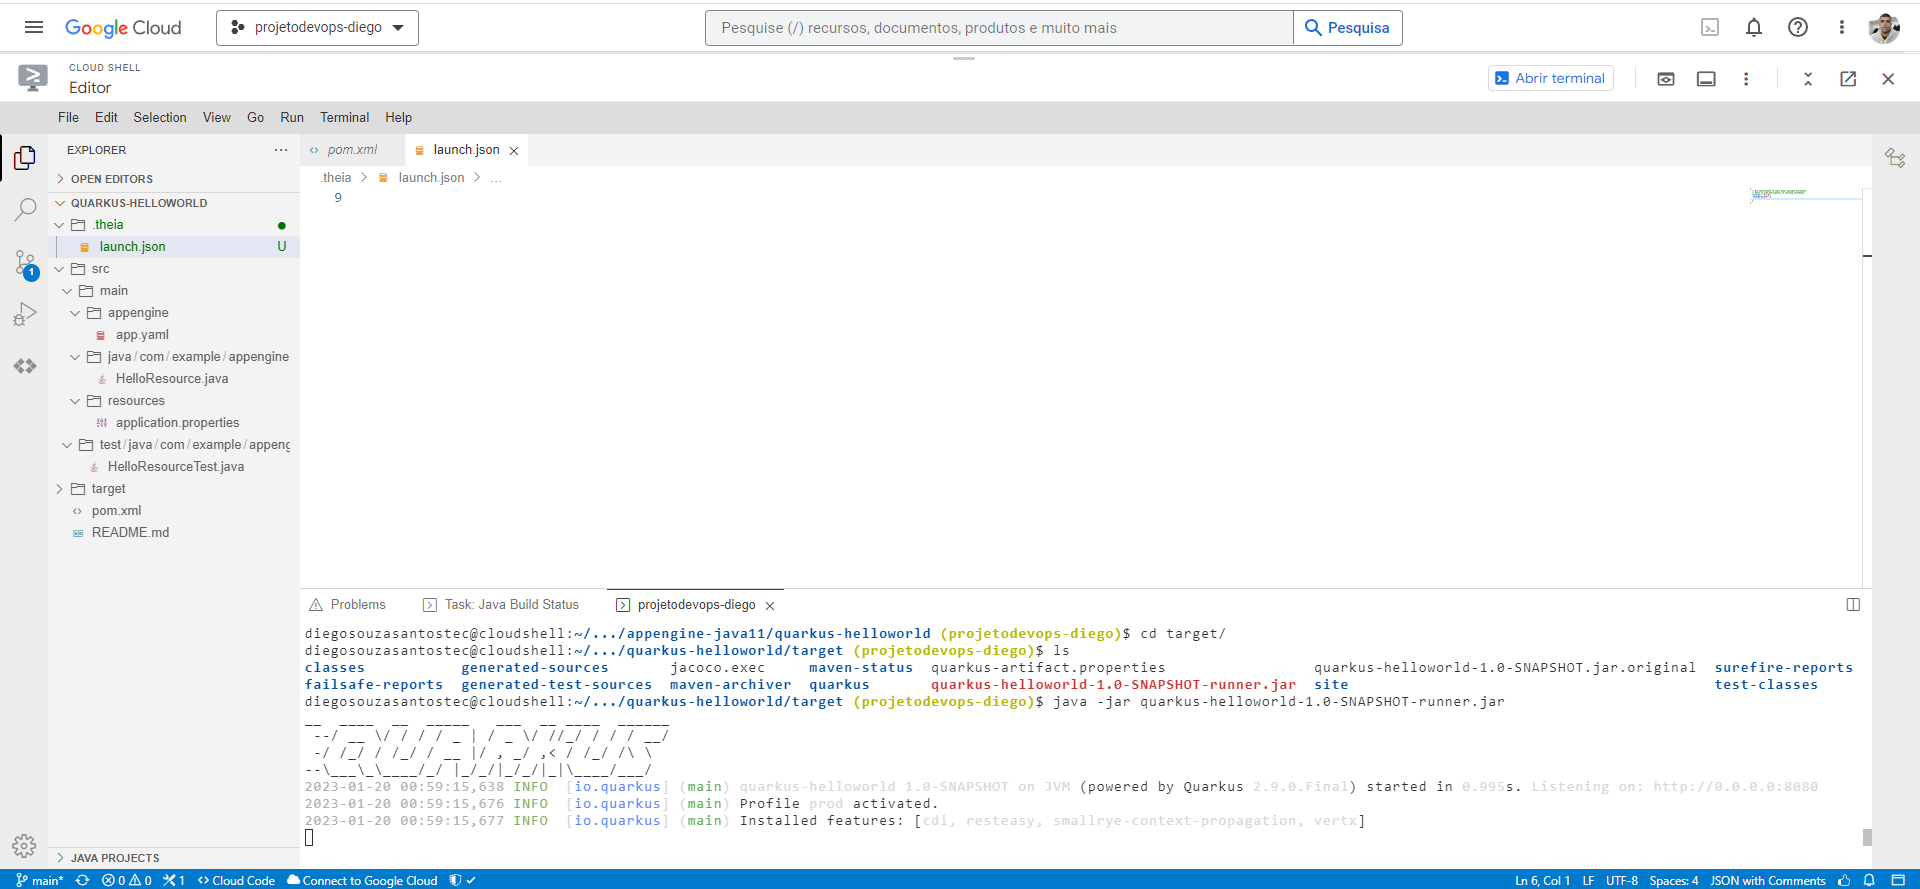 Google Cloud
projetodevops-diego
Pesquise (/) recursos, documentos, produtos e muito mais
Pesquisa
CLOUD SHELL
Editor
Abrir terminal
File Edit Selection View Go Run Terminal Help
EXPLORER
OPEN EDITORS
QUARKUS-HELLOWORLD
.theia
launch.json U
src
main
appengine
app.yaml
java/com/example/appengine
HelloResource.java
resources
application.properties
test/java/com/example/appeng
HelloResourceTest.java
target
pom.xml
README.md
JAVA PROJECTS
1
pom.xml launch.json
.theia > launch.json > ...
9
Problems Task: Java Build Status projetodevops-diego
diegosouzasantostec@cloudshell:~/.../appengine-java11/quarkus-helloworld (projetodevops-diego)$ cd target/
diegosouzasantostec@cloudshell:~/.../quarkus-helloworld/target (projetodevops-diego)$ ls
classes generated-sources jacoco.exec maven-status quarkus-artifact.properties quarkus-helloworld-1.0-SNAPSHOT.jar.original surefire-reports
failsafe-reports generated-test-sources maven-archiver quarkus quarkus-helloworld-1.0-SNAPSHOT-runner.jar site test-classes
diegosouzasantostec@cloudshell:~/.../quarkus-helloworld/target (projetodevops-diego)$ java -jar quarkus-helloworld-1.0-SNAPSHOT-runner.jar
__  ____  __  _____   ___  __ ____  ______
 --/ __ \/ / / / _ | / _ \/ //_/ / / / __/
 -/ /_/ / /_/ / __ |/ , _/ ,< / /_/ /\ \
--\___\_\____/_/ |_/_/|_/_/|_|\____/___/
2023-01-20 00:59:15,638 INFO  [io.quarkus] (main) quarkus-helloworld 1.0-SNAPSHOT on JVM (powered by Quarkus 2.9.0.Final) started in 0.995s. Listening on: http://0.0.0.0:8080
2023-01-20 00:59:15,676 INFO  [io.quarkus] (main) Profile prod activated.
2023-01-20 00:59:15,677 INFO  [io.quarkus] (main) Installed features: [cdi, resteasy, smallrye-context-propagation, vertx]
main* 0 0 1 Cloud Code Connect to Google Cloud Ln 6, Col 1 LF UTF-8 Spaces: 4 JSON with Comments